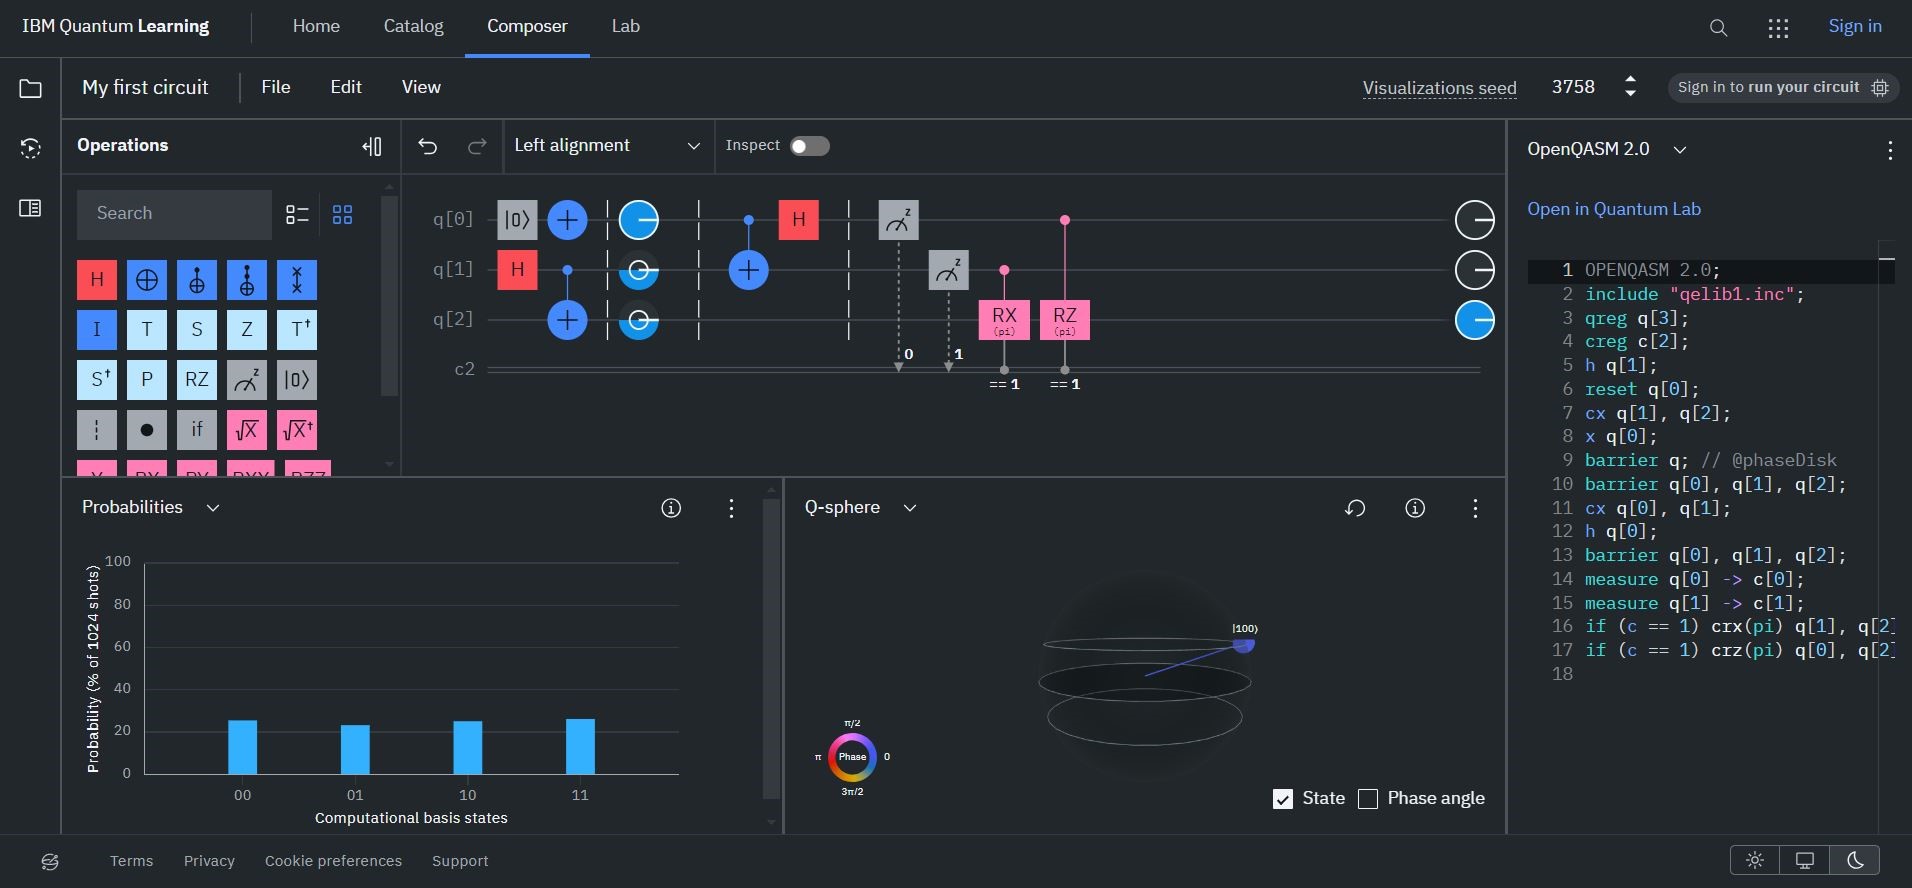 IBM Quantum Learning
Home
Catalog
Composer
Lab
Sign in
My first circuit
File
Edit
View
Visualizations seed
3758
Sign in to run your circuit
Operations
Left alignment
Inspect
OpenQASM 2.0
Search
Open in Quantum Lab
H
I T S Z T†
S† P RZ z |0⟩
if √X √X†
q[0] |0⟩ + + H z
q[1] H + z
q[2] + RX (pi) RZ (pi)
0 1
c2
== 1 == 1
1 OPENQASM 2.0;
2 include "qelib1.inc";
3 qreg q[3];
4 creg c[2];
5 h q[1];
6 reset q[0];
7 cx q[1], q[2];
8 x q[0];
9 barrier q; // @phaseDisk
10 barrier q[0], q[1], q[2];
11 cx q[0], q[1];
12 h q[0];
13 barrier q[0], q[1], q[2];
14 measure q[0] -> c[0];
15 measure q[1] -> c[1];
16 if (c == 1) crx(pi) q[1], q[2]
17 if (c == 1) crz(pi) q[0], q[2]
18
Probabilities
Probability (% of 1024 shots)
100
80
60
40
20
0
00 01 10 11
Computational basis states
Q-sphere
|100⟩
π/2
π Phase 0
3π/2
State
Phase angle
Terms
Privacy
Cookie preferences
Support